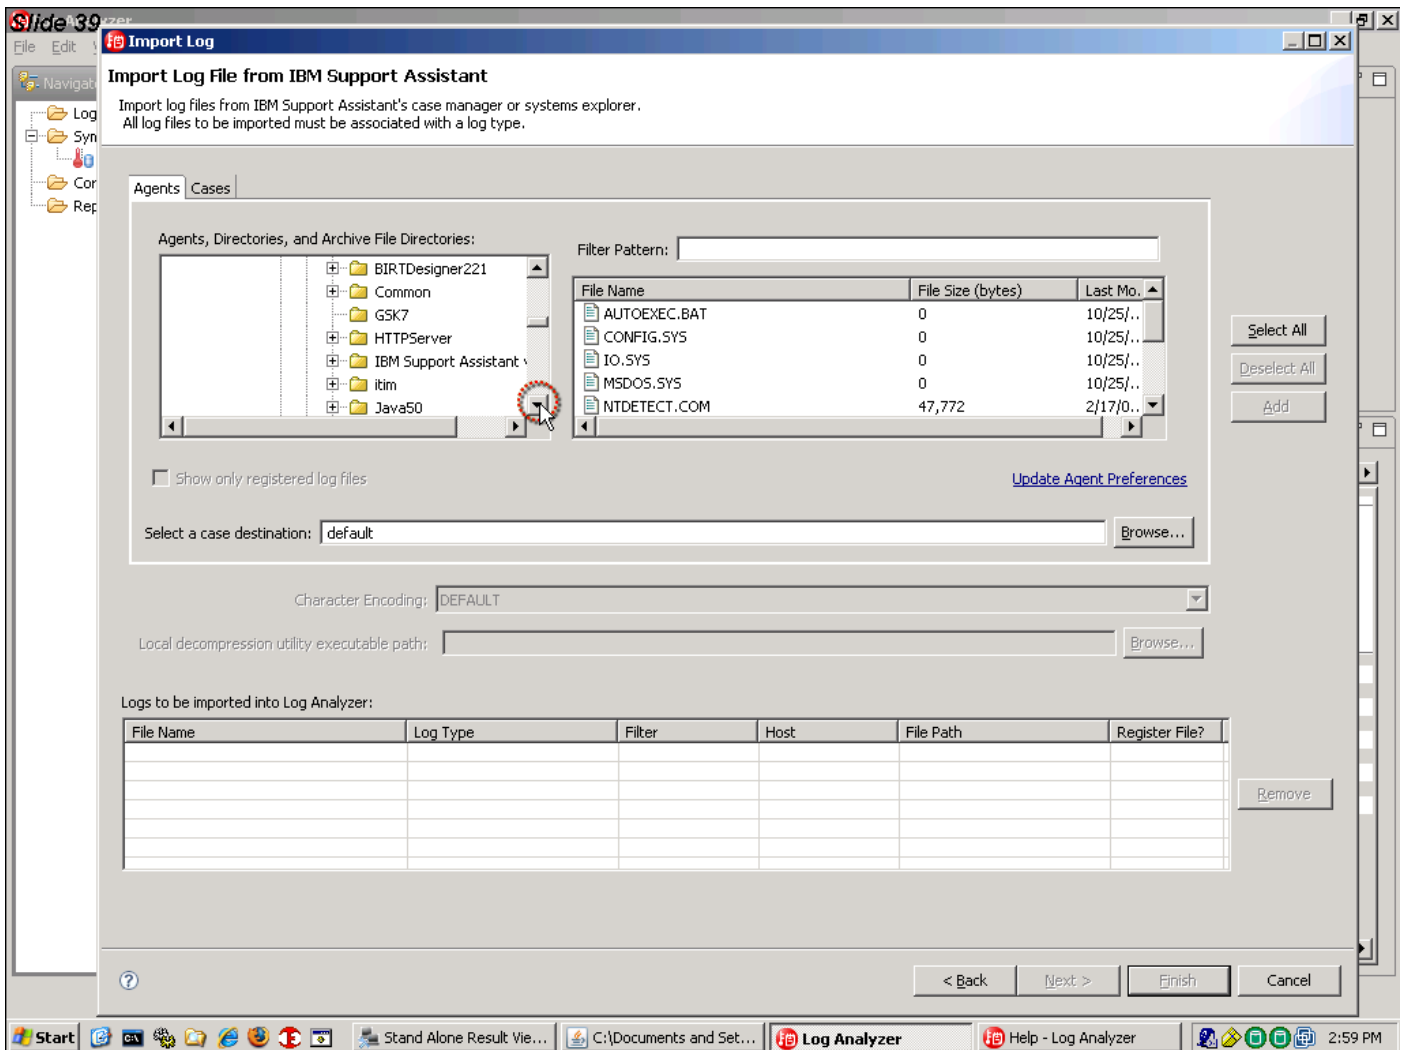 Slide 39
Analyzer
File Edit
Import Log
Import Log File from IBM Support Assistant
Import log files from IBM Support Assistant's case manager or systems explorer.
All log files to be imported must be associated with a log type.
Navigat
Log
Syn
Cor
Rep
Agents Cases
Agents, Directories, and Archive File Directories:
BIRTDesigner221
Common
GSK7
HTTPServer
IBM Support Assistant
itim
Java50
Filter Pattern:
File Name File Size (bytes) Last Mo.
AUTOEXEC.BAT 0 10/25/..
CONFIG.SYS 0 10/25/..
IO.SYS 0 10/25/..
MSDOS.SYS 0 10/25/..
NTDETECT.COM 47,772 2/17/0..
Select All
Deselect All
Add
Show only registered log files
Update Agent Preferences
Select a case destination: default Browse...
Character Encoding: DEFAULT
Local decompression utility executable path: Browse...
Logs to be imported into Log Analyzer:
File Name Log Type Filter Host File Path Register File?
Remove
< Back Next > Finish Cancel
Start Stand Alone Result Vie... C:\Documents and Set... Log Analyzer Help - Log Analyzer 2:59 PM